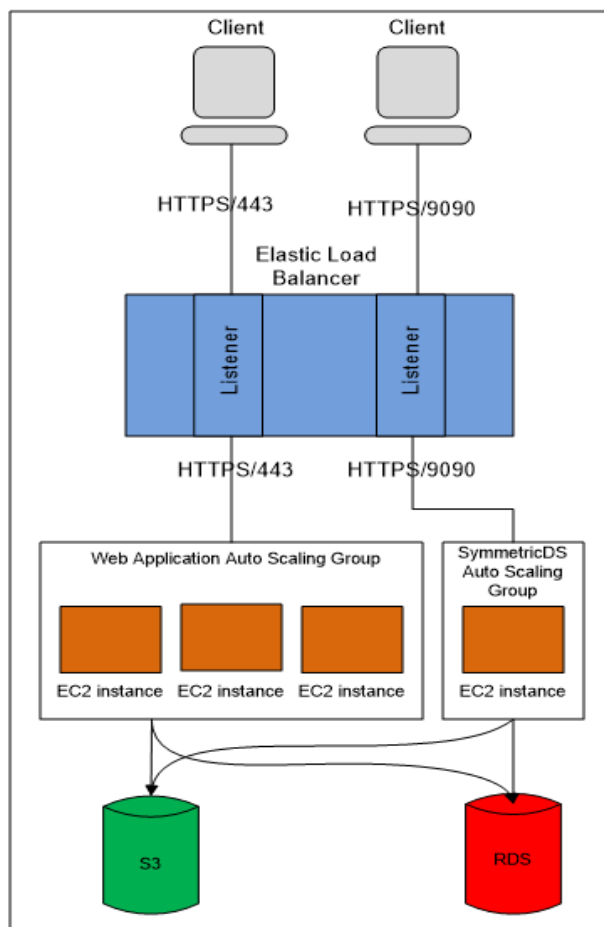 Client
Client
HTTPS/443
HTTPS/9090
Elastic Load
Balancer
Listener
Listener
HTTPS/443
HTTPS/9090
Web Application Auto Scaling Group
SymmetricDS
Auto Scaling
Group
EC2 instance
EC2 instance
EC2 instance
EC2 instance
S3
RDS